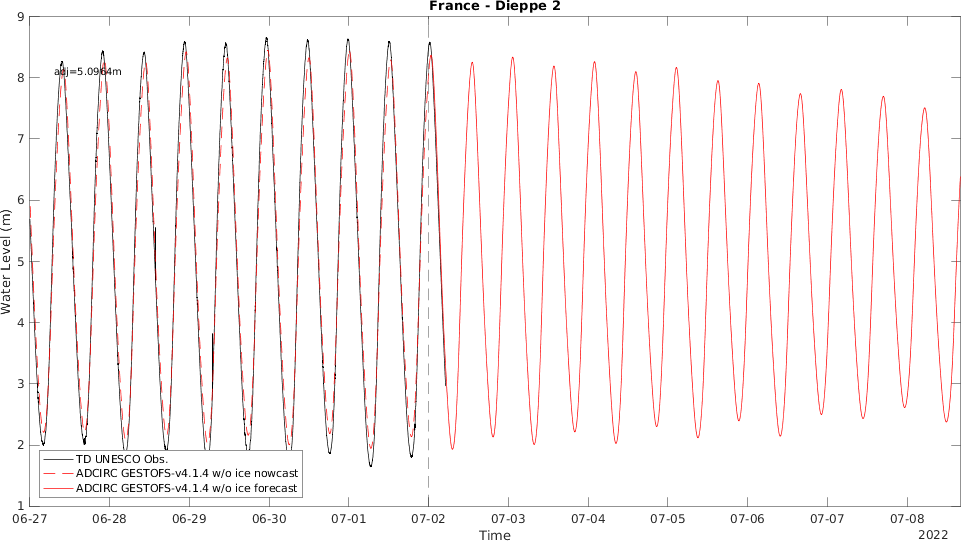 France - Dieppe 2
9
8
7
6
5
4
3
2
1
Water Level (m)
adj=5.0964m
TD UNESCO Obs.
ADCIRC GESTOFS-v4.1.4 w/o ice nowcast
ADCIRC GESTOFS-v4.1.4 w/o ice forecast
06-27 06-28 06-29 06-30 07-01 07-02 07-03 07-04 07-05 07-06 07-07 07-08
Time
2022